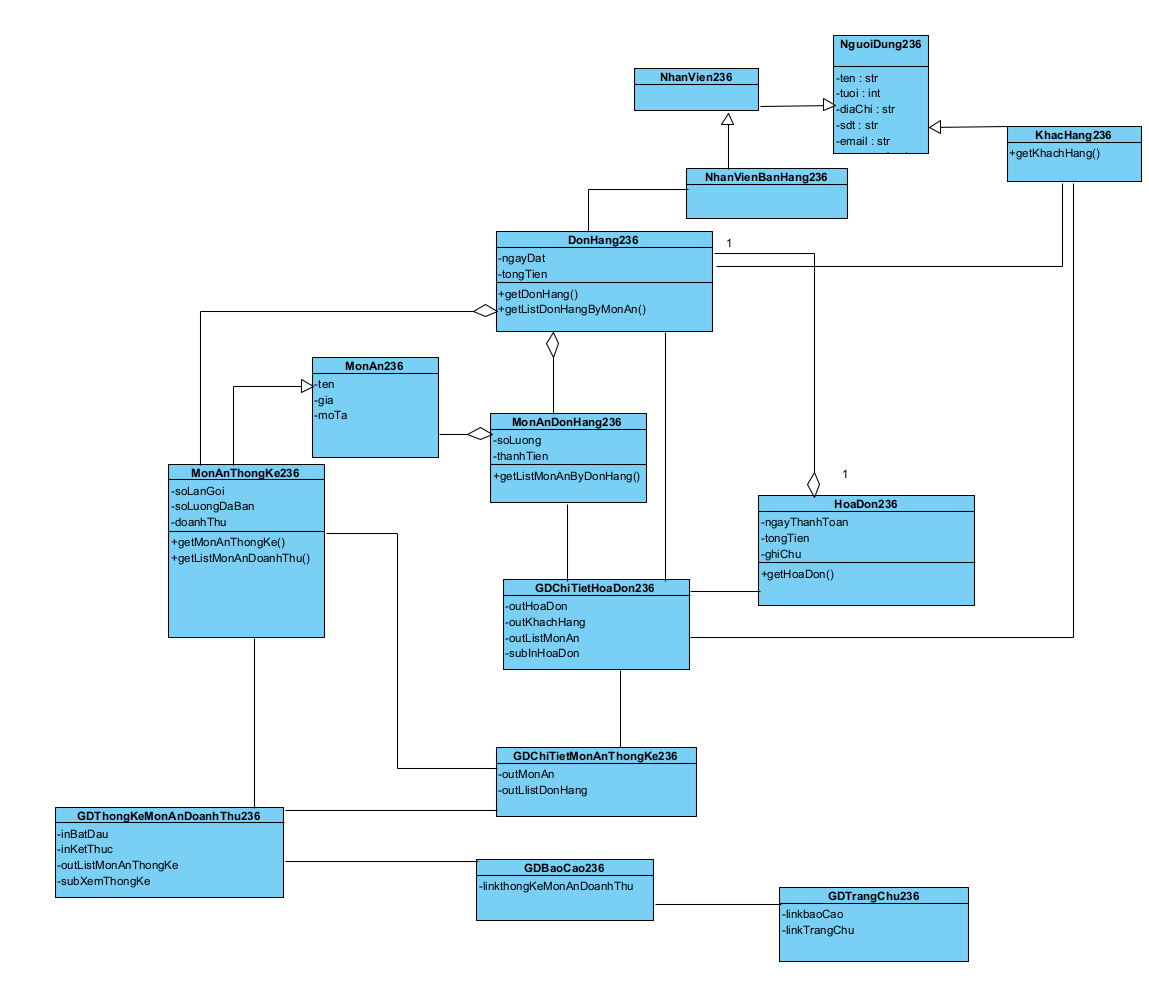 NguoiDung236
-ten : str
-tuoi : int
-diaChi : str
-sdt : str
-email : str
NhanVien236
KhacHang236
+getKhachHang()
NhanVienBanHang236
DonHang236
-ngayDat
-tongTien
+getDonHang()
+getListDonHangByMonAn()
1
MonAn236
-ten
-gia
-moTa
MonAnDonHang236
-soLuong
-thanhTien
+getListMonAnByDonHang()
MonAnThongKe236
-soLanGoi
-soLuongDaBan
-doanhThu
+getMonAnThongKe()
+getListMonAnDoanhThu()
1
HoaDon236
-ngayThanhToan
-tongTien
-ghiChu
+getHoaDon()
GDChiTietHoaDon236
-outHoaDon
-outKhachHang
-outListMonAn
-subInHoaDon
GDChiTietMonAnThongKe236
-outMonAn
-outLlistDonHang
GDThongKeMonAnDoanhThu236
-inBatDau
-inKetThuc
-outListMonAnThongKe
-subXemThongKe
GDBaoCao236
-linkthongKeMonAnDoanhThu
GDTrangChu236
-linkbaoCao
-linkTrangChu